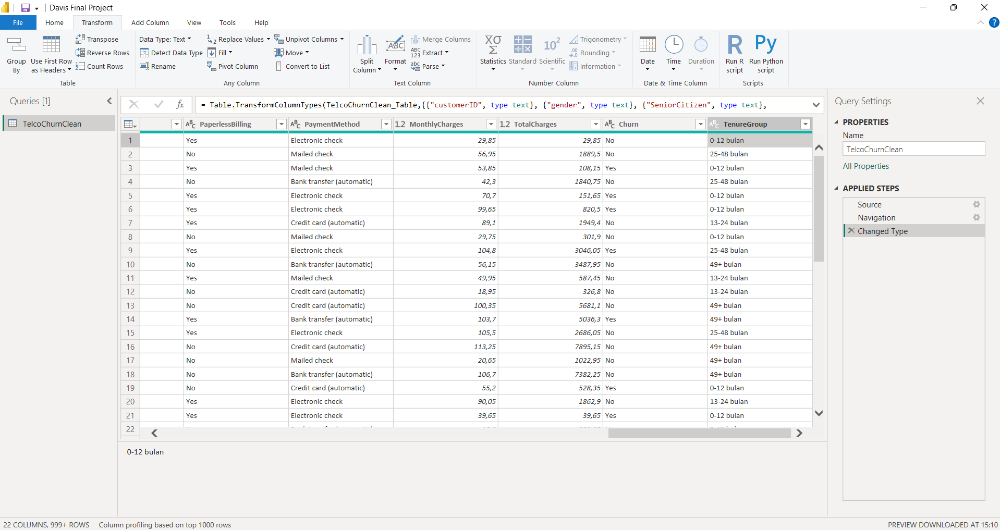 Davis Final Project
File Home Transform Add Column View Tools Help
Group By
Use First Row as Headers
Transpose
Reverse Rows
Count Rows
Table
Data Type: Text
Detect Data Type
Rename
Replace Values
Fill
Pivot Column
Unpivot Columns
Move
Convert to List
Any Column
Split Column
Format
Merge Columns
Extract
Parse
Text Column
Statistics
Standard
Scientific
Trigonometry
Rounding
Information
Number Column
Date
Time
Duration
Date & Time Column
Run R script
Run Python script
Scripts
Queries [1]
TelcoChurnClean
fx
= Table.TransformColumnTypes(TelcoChurnClean_Table,{{"customerID", type text}, {"gender", type text}, {"SeniorCitizen", type text},
PaperlessBilling PaymentMethod 1.2 MonthlyCharges 1.2 TotalCharges Churn TenureGroup
1 Yes Electronic check 29,85 29,85 No 0-12 bulan
2 No Mailed check 56,95 1889,5 No 25-48 bulan
3 Yes Mailed check 53,85 108,15 Yes 0-12 bulan
4 No Bank transfer (automatic) 42,3 1840,75 No 25-48 bulan
5 Yes Electronic check 70,7 151,65 Yes 0-12 bulan
6 Yes Electronic check 99,65 820,5 Yes 0-12 bulan
7 Yes Credit card (automatic) 89,1 1949,4 No 13-24 bulan
8 No Mailed check 29,75 301,9 No 0-12 bulan
9 Yes Electronic check 104,8 3046,05 Yes 25-48 bulan
10 No Bank transfer (automatic) 56,15 3487,95 No 49+ bulan
11 Yes Mailed check 49,95 587,45 No 13-24 bulan
12 No Credit card (automatic) 18,95 326,8 No 13-24 bulan
13 No Credit card (automatic) 100,35 5681,1 No 49+ bulan
14 Yes Bank transfer (automatic) 103,7 5036,3 Yes 49+ bulan
15 Yes Electronic check 105,5 2686,05 No 25-48 bulan
16 No Credit card (automatic) 113,25 7895,15 No 49+ bulan
17 No Mailed check 20,65 1022,95 No 49+ bulan
18 No Bank transfer (automatic) 106,7 7382,25 No 49+ bulan
19 No Credit card (automatic) 55,2 528,35 Yes 0-12 bulan
20 Yes Electronic check 90,05 1862,9 No 13-24 bulan
21 Yes Electronic check 39,65 39,65 Yes 0-12 bulan
22
0-12 bulan
Query Settings
PROPERTIES
Name
TelcoChurnClean
All Properties
APPLIED STEPS
Source
Navigation
Changed Type
22 COLUMNS, 999+ ROWS Column profiling based on top 1000 rows
PREVIEW DOWNLOADED AT 15:10